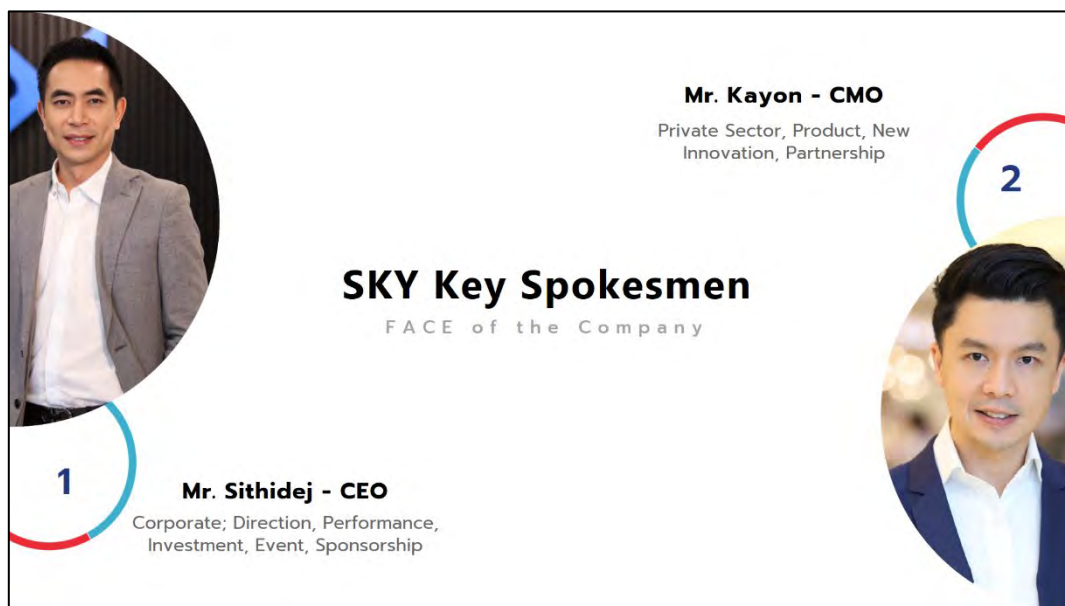 Mr. Kayon - CMO
Private Sector, Product, New
Innovation, Partnership
2
SKY Key Spokesmen
FACE of the Company
1
Mr. Sithidej - CEO
Corporate; Direction, Performance,
Investment, Event, Sponsorship